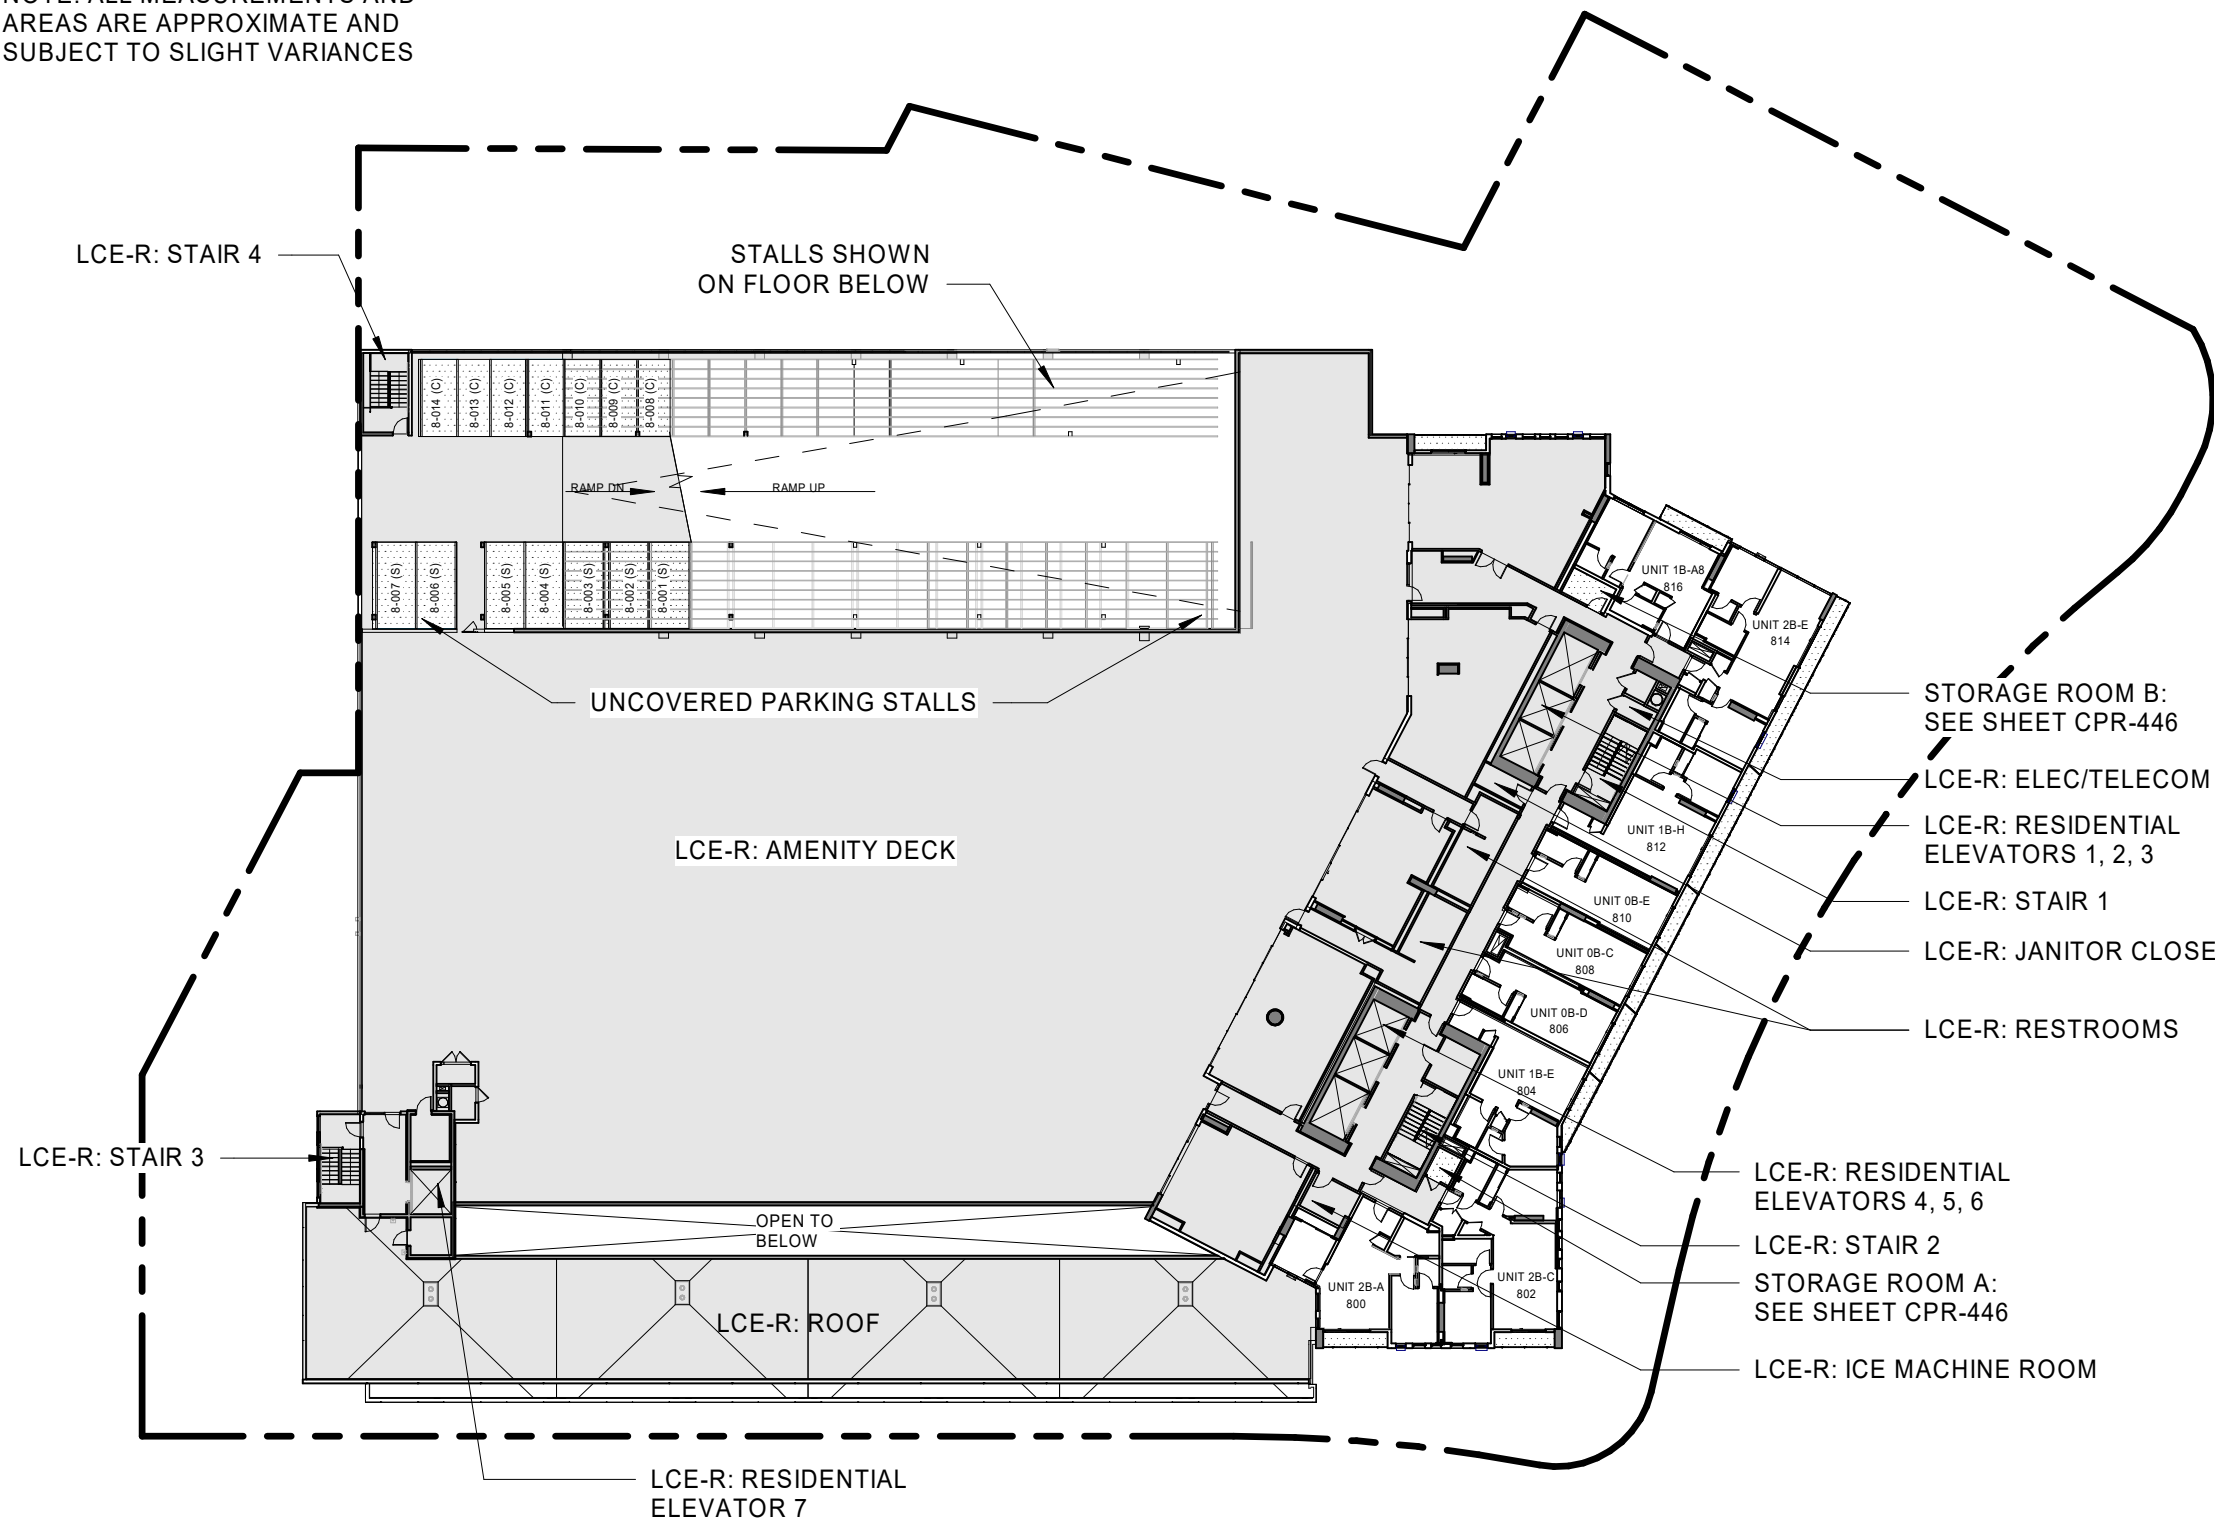 NOTE: ALL MEASUREMENTS AND
AREAS ARE APPROXIMATE AND
SUBJECT TO SLIGHT VARIANCES
LCE-R: STAIR 4
STALLS SHOWN
ON FLOOR BELOW
8-014 (C)
8-013 (C)
8-012 (C)
8-011 (C)
8-010 (C)
8-009 (C)
8-008 (C)
RAMP DN
RAMP UP
8-007 (S)
8-006 (S)
8-005 (S)
8-004 (S)
8-003 (S)
8-002 (S)
8-001 (S)
UNCOVERED PARKING STALLS
LCE-R: AMENITY DECK
UNIT 1B-A8
816
UNIT 2B-E
814
UNIT 1B-H
812
UNIT 0B-E
810
UNIT 0B-C
808
UNIT 0B-D
806
UNIT 1B-E
804
UNIT 2B-C
802
UNIT 2B-A
800
STORAGE ROOM B:
SEE SHEET CPR-446
LCE-R: ELEC/TELECOM
LCE-R: RESIDENTIAL
ELEVATORS 1, 2, 3
LCE-R: STAIR 1
LCE-R: JANITOR CLOSE
LCE-R: RESTROOMS
LCE-R: RESIDENTIAL
ELEVATORS 4, 5, 6
LCE-R: STAIR 2
STORAGE ROOM A:
SEE SHEET CPR-446
LCE-R: ICE MACHINE ROOM
LCE-R: STAIR 3
OPEN TO
BELOW
LCE-R: ROOF
LCE-R: RESIDENTIAL
ELEVATOR 7